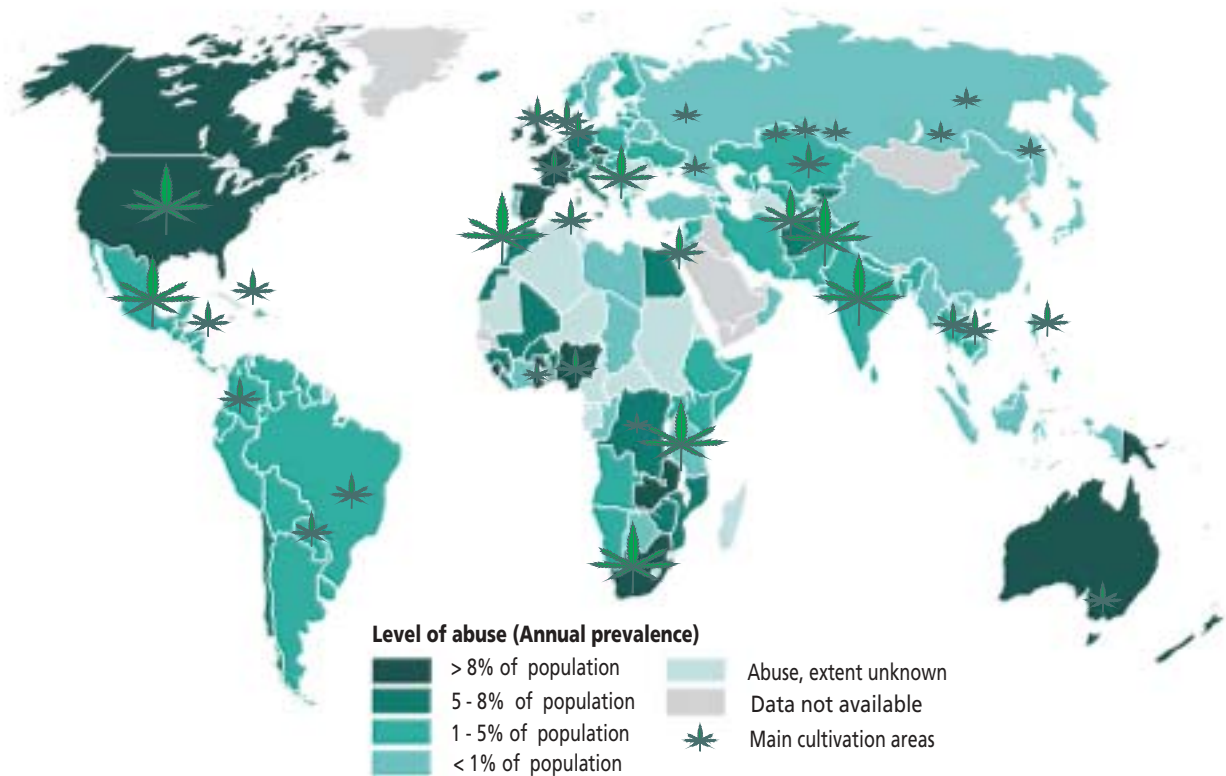 Level of abuse (Annual prevalence)
> 8% of population
5 - 8% of population
1 - 5% of population
< 1% of population
Abuse, extent unknown
Data not available
Main cultivation areas